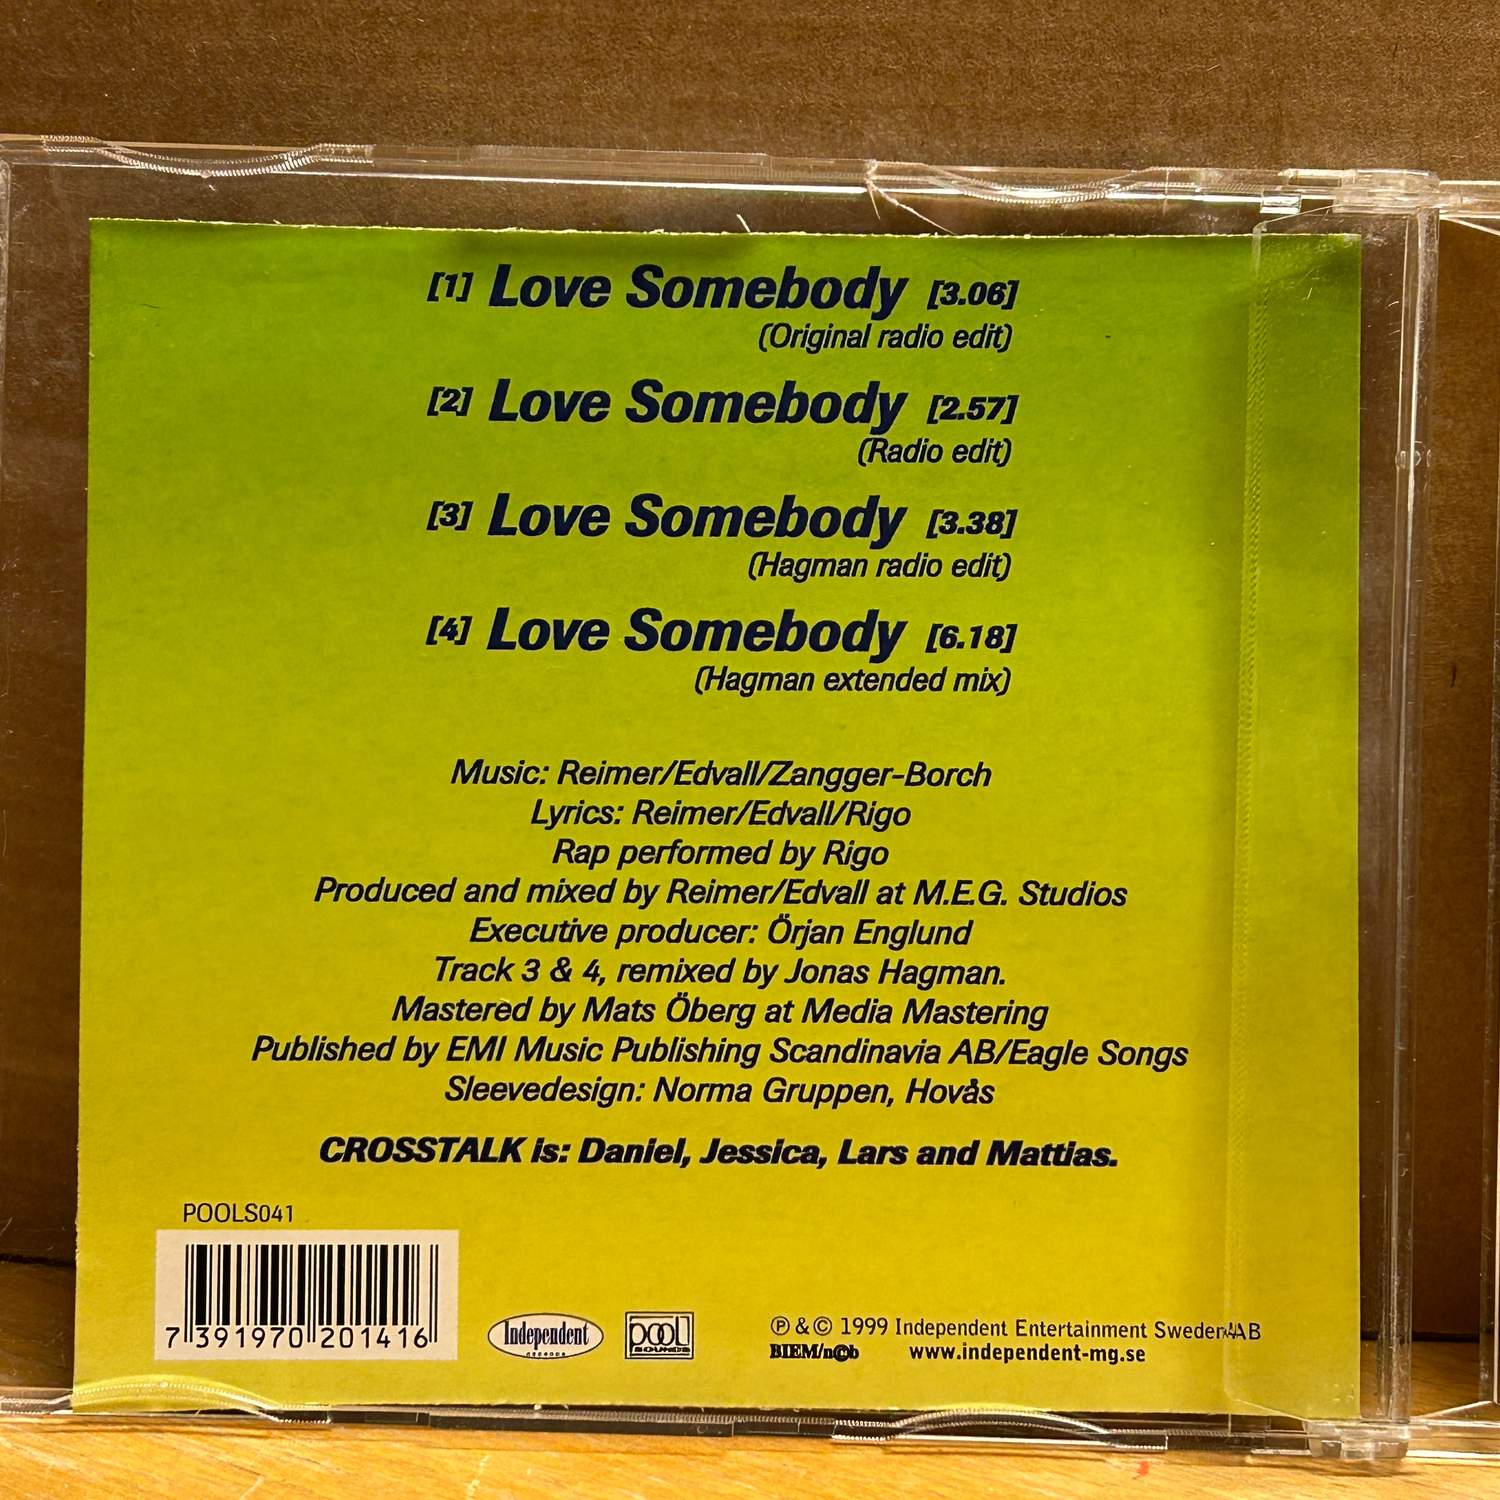 [1] Love Somebody [3.06]
(Original radio edit)
[2] Love Somebody [2.57]
(Radio edit)
[3] Love Somebody [3.38]
(Hagman radio edit)
[4] Love Somebody [6.18]
(Hagman extended mix)
Music: Reimer/Edvall/Zangger-Borch
Lyrics: Reimer/Edvall/Rigo
Rap performed by Rigo
Produced and mixed by Reimer/Edvall at M.E.G. Studios
Executive producer: Örjan Englund
Track 3 & 4, remixed by Jonas Hagman.
Mastered by Mats Öberg at Media Mastering
Published by EMI Music Publishing Scandinavia AB/Eagle Songs
Sleevedesign: Norma Gruppen, Hovås
CROSSTALK is: Daniel, Jessica, Lars and Mattias.
POOLS041
7 391970 201416
Independent
RECORDS
POOL
SOUNDS
℗ & © 1999 Independent Entertainment Sweden AB
BIEM/n©b www.independent-mg.se